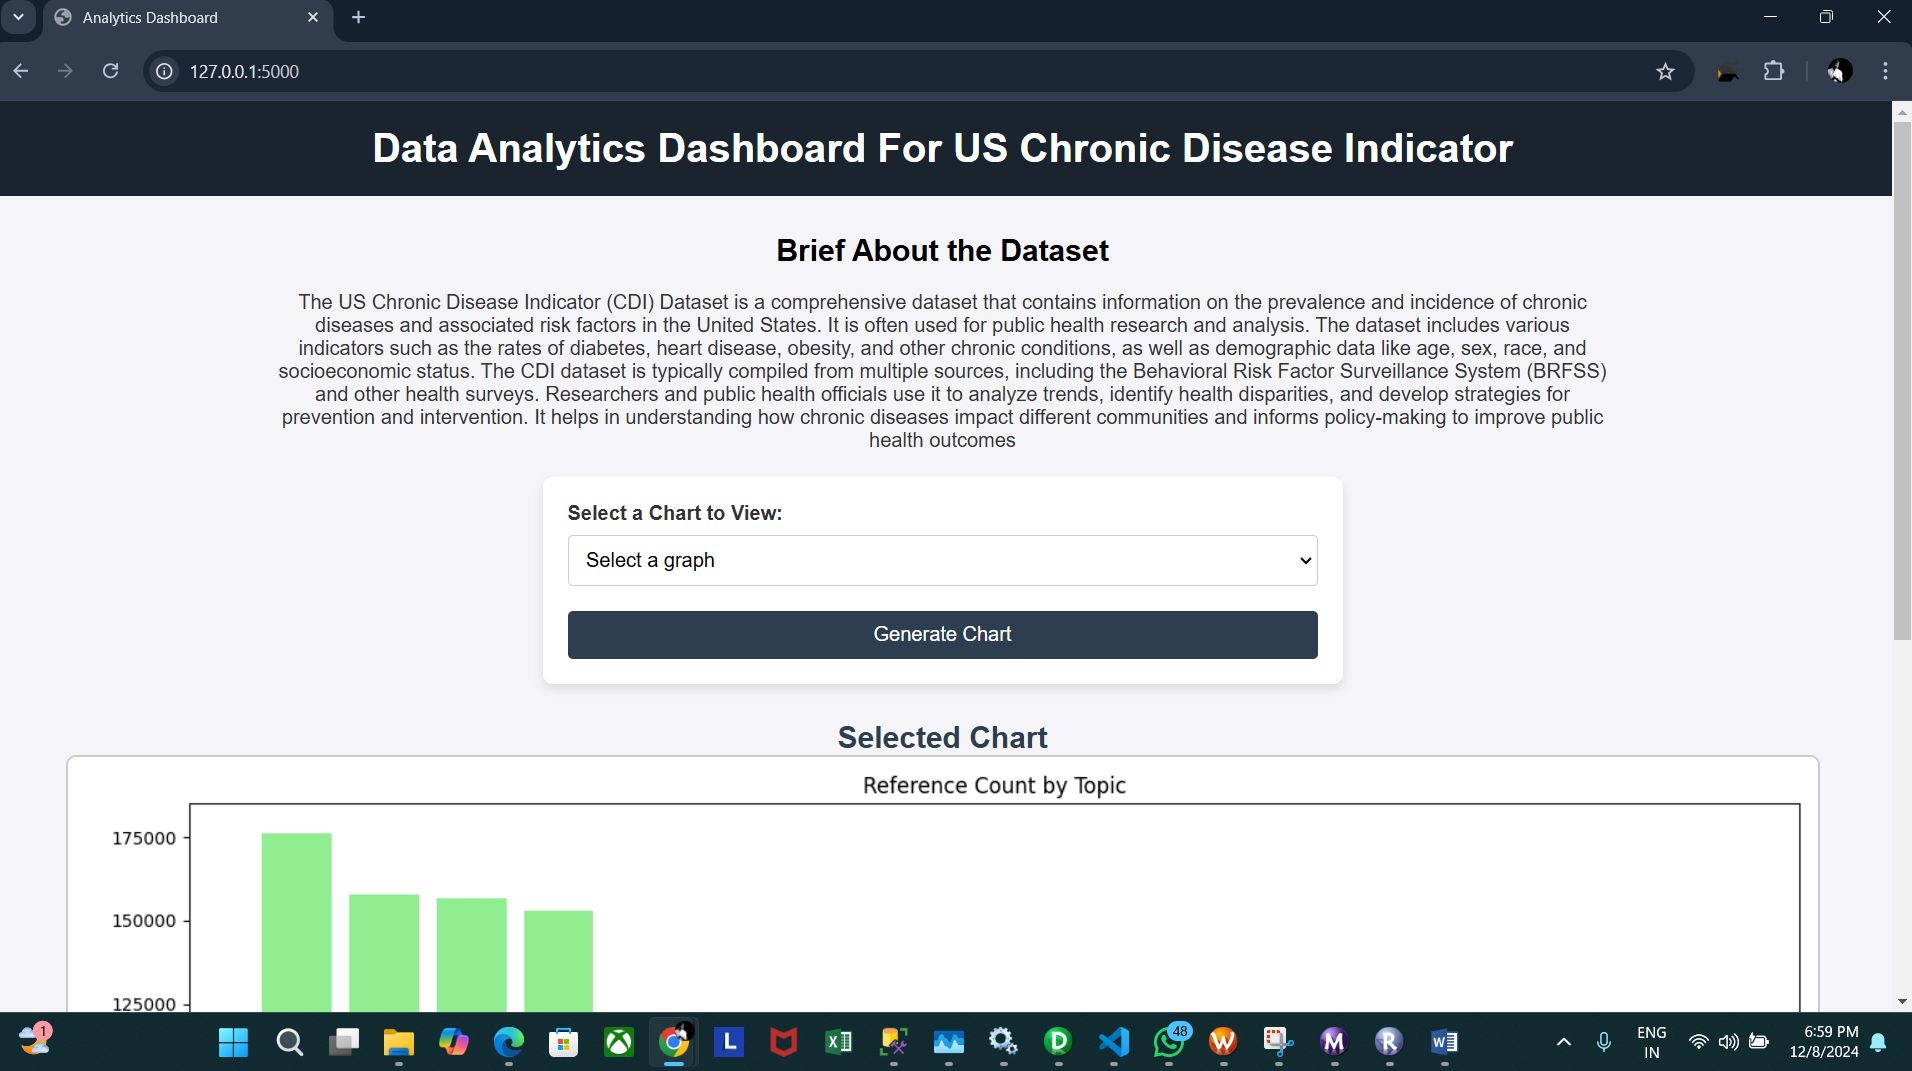 Analytics Dashboard
127.0.0.1:5000
Data Analytics Dashboard For US Chronic Disease Indicator
Brief About the Dataset
The US Chronic Disease Indicator (CDI) Dataset is a comprehensive dataset that contains information on the prevalence and incidence of chronic
diseases and associated risk factors in the United States. It is often used for public health research and analysis. The dataset includes various
indicators such as the rates of diabetes, heart disease, obesity, and other chronic conditions, as well as demographic data like age, sex, race, and
socioeconomic status. The CDI dataset is typically compiled from multiple sources, including the Behavioral Risk Factor Surveillance System (BRFSS)
and other health surveys. Researchers and public health officials use it to analyze trends, identify health disparities, and develop strategies for
prevention and intervention. It helps in understanding how chronic diseases impact different communities and informs policy-making to improve public
health outcomes
Select a Chart to View:
Select a graph
Generate Chart
Selected Chart
Reference Count by Topic
175000
150000
125000
1
L
D
48
W
M
R
W
ENG
IN
6:59 PM
12/8/2024